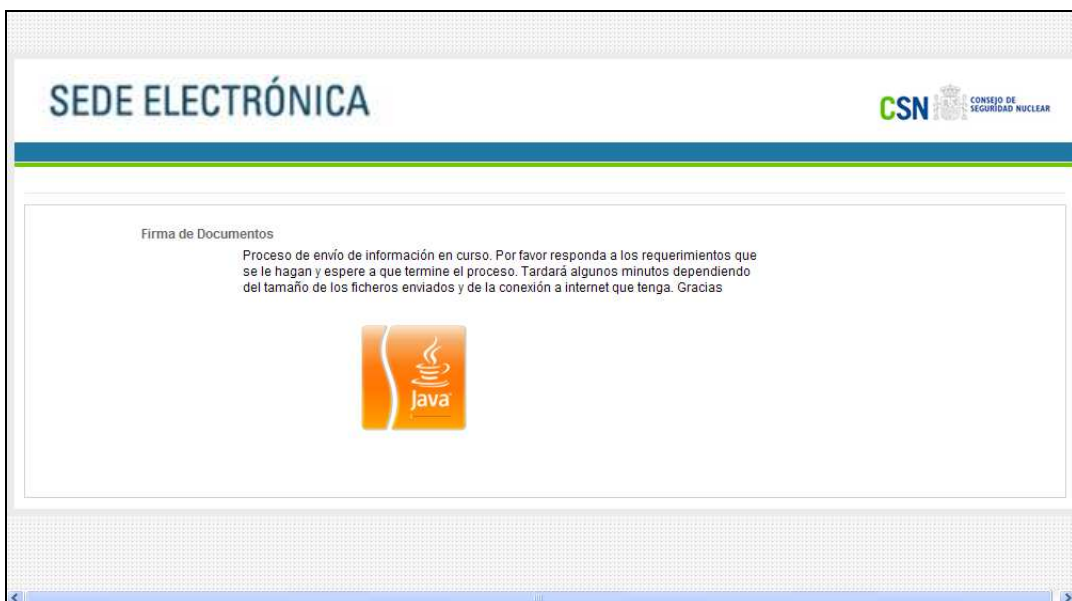 SEDE ELECTRÓNICA
CSN CONSEJO DE
SEGURIDAD NUCLEAR
Firma de Documentos
Proceso de envío de información en curso. Por favor responda a los requerimientos que
se le hagan y espere a que termine el proceso. Tardará algunos minutos dependiendo
del tamaño de los ficheros enviados y de la conexión a internet que tenga. Gracias
Java